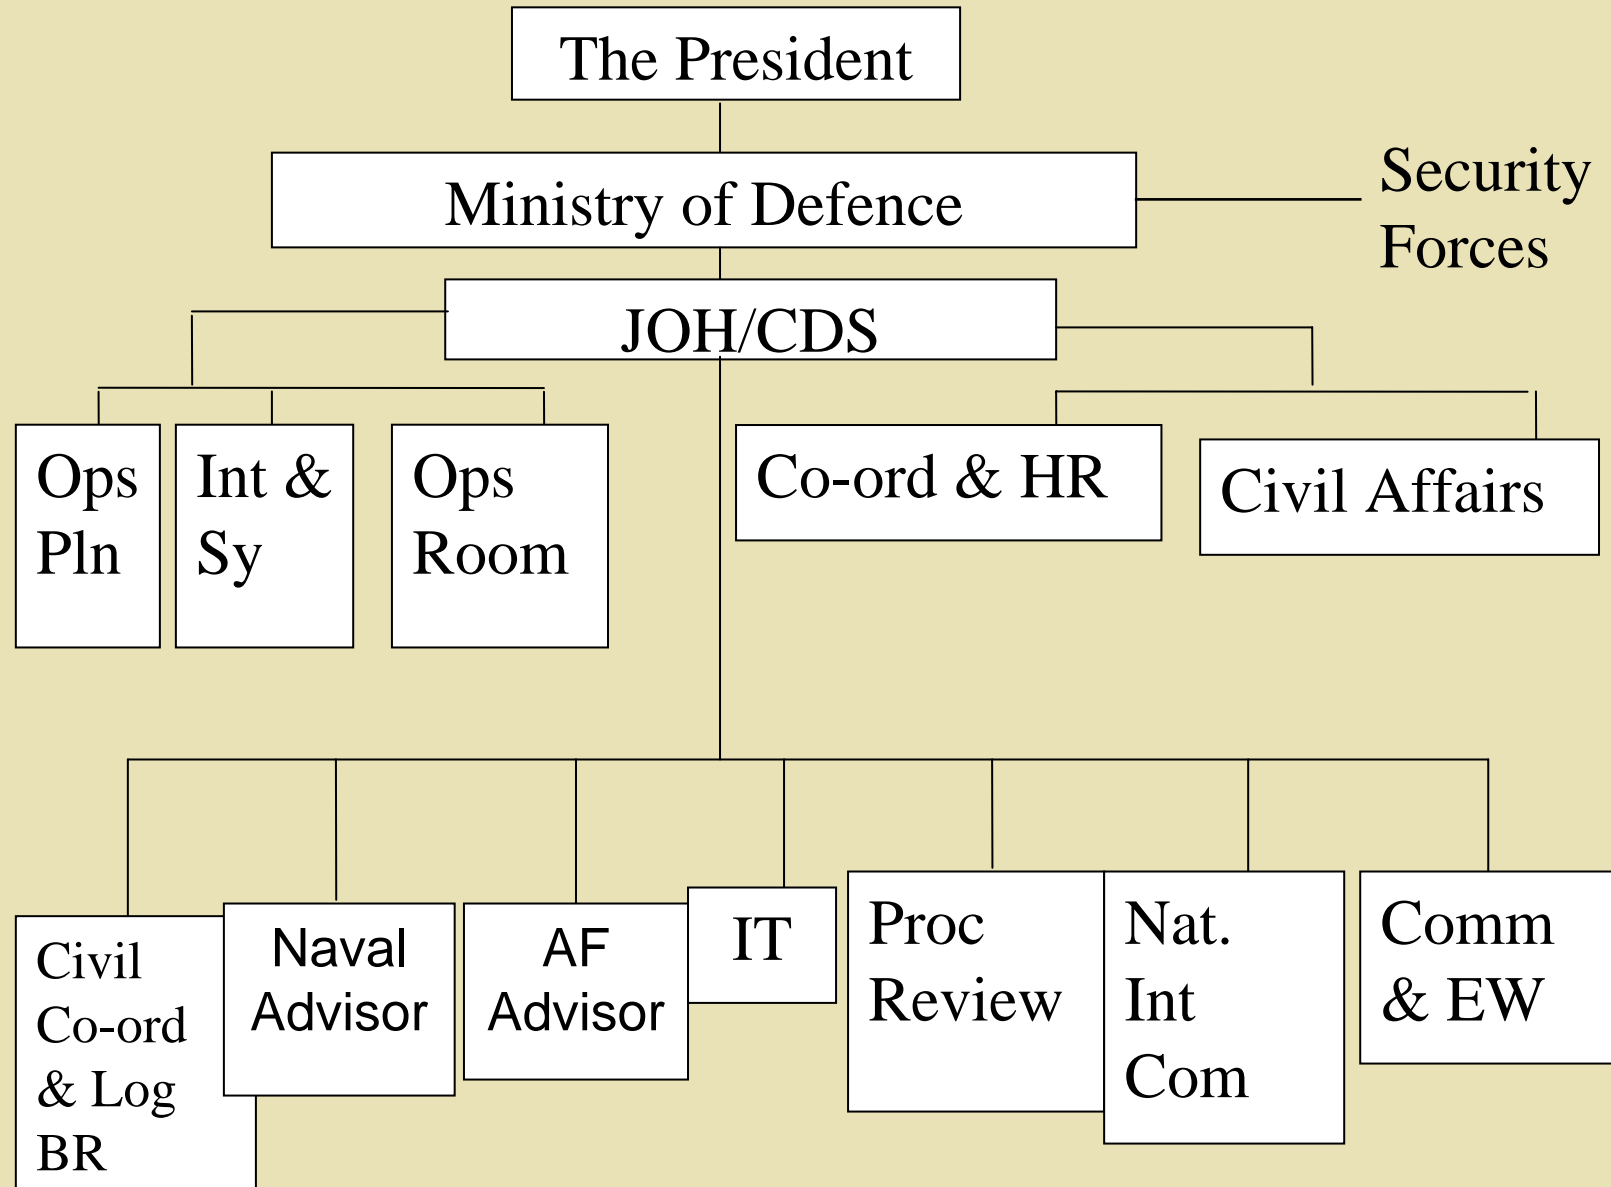 The President
Ministry of Defence
Security
Forces
JOH/CDS
Ops
Pln
Int &
Sy
Ops
Room
Co-ord & HR
Civil Affairs
Civil
Co-ord
& Log
BR
Naval
Advisor
AF
Advisor
IT
Proc
Review
Nat.
Int
Com
Comm
& EW